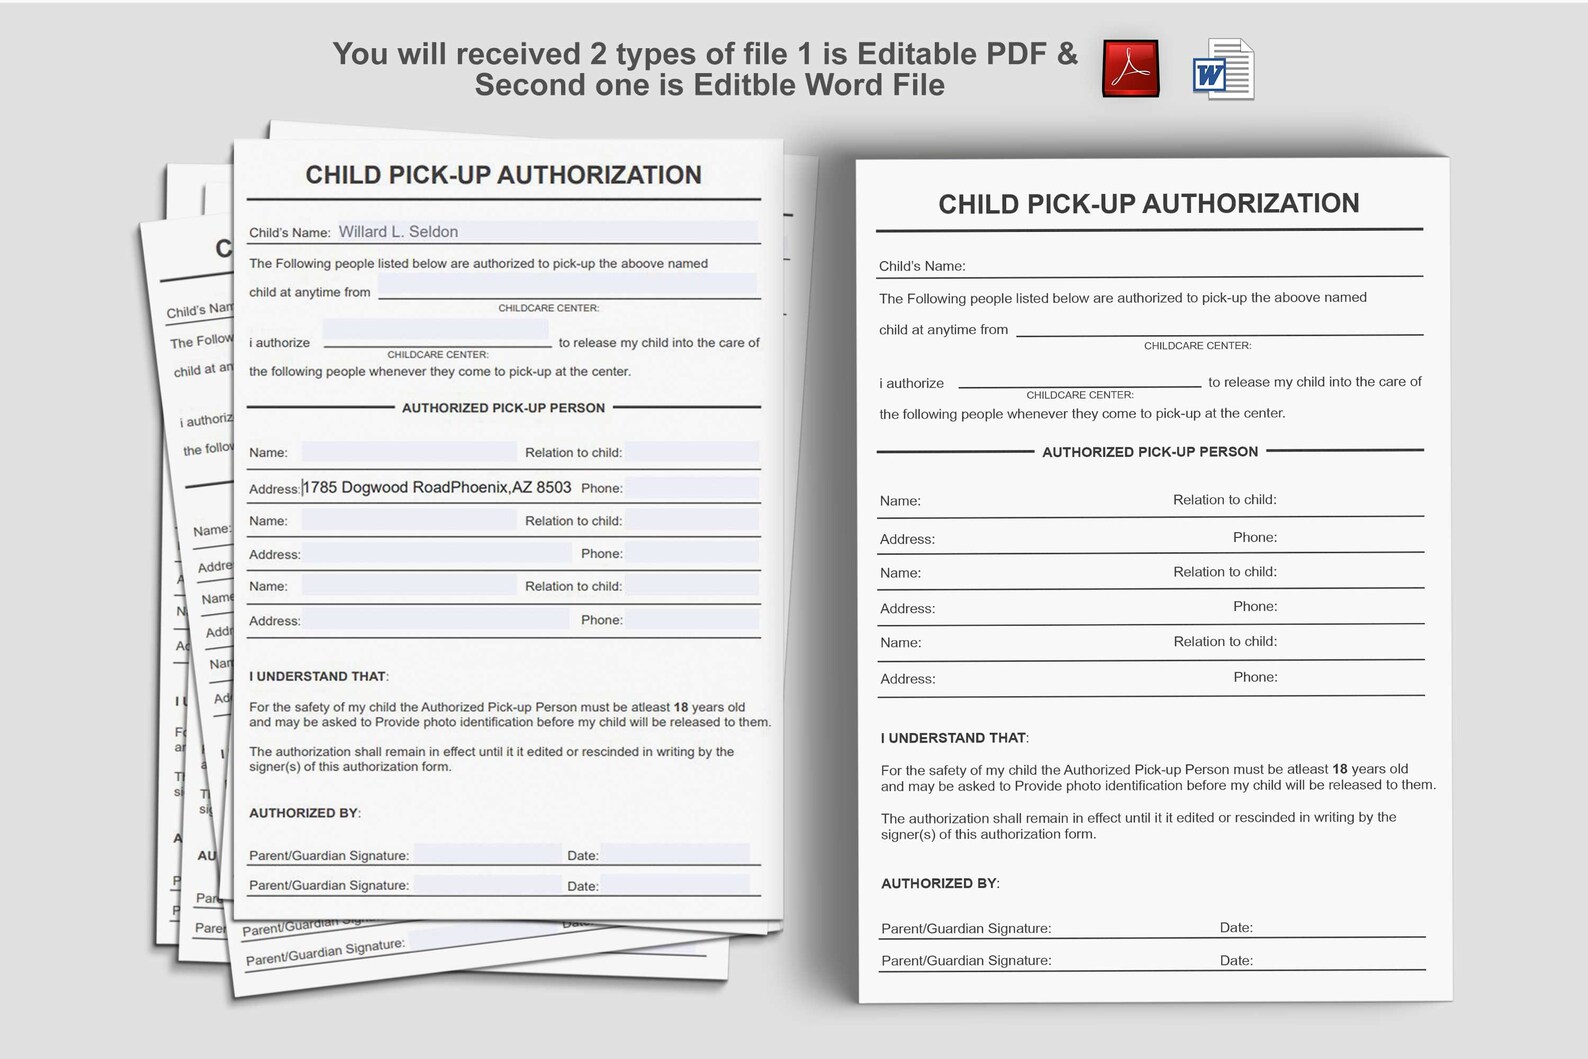 You will received 2 types of file 1 is Editable PDF &
Second one is Editble Word File
W
CHILD PICK-UP AUTHORIZATION
Child's Name: Willard L. Seldon
The Following people listed below are authorized to pick-up the aboove named
child at anytime from
CHILDCARE CENTER:
i authorize to release my child into the care of
CHILDCARE CENTER:
the following people whenever they come to pick-up at the center.
AUTHORIZED PICK-UP PERSON
Name: Relation to child:
Address: 1785 Dogwood RoadPhoenix,AZ 8503 Phone:
Name: Relation to child:
Address: Phone:
Name: Relation to child:
Address: Phone:
I UNDERSTAND THAT:
For the safety of my child the Authorized Pick-up Person must be atleast 18 years old
and may be asked to Provide photo identification before my child will be released to them.
The authorization shall remain in effect until it it edited or rescinded in writing by the
signer(s) of this authorization form.
AUTHORIZED BY:
Parent/Guardian Signature: Date:
Parent/Guardian Signature: Date:
Parent/Guardian Signature:
CHILD PICK-UP AUTHORIZATION
Child's Name:
The Following people listed below are authorized to pick-up the aboove named
child at anytime from
CHILDCARE CENTER:
i authorize to release my child into the care of
CHILDCARE CENTER:
the following people whenever they come to pick-up at the center.
AUTHORIZED PICK-UP PERSON
Name: Relation to child:
Address: Phone:
Name: Relation to child:
Address: Phone:
Name: Relation to child:
Address: Phone:
I UNDERSTAND THAT:
For the safety of my child the Authorized Pick-up Person must be atleast 18 years old
and may be asked to Provide photo identification before my child will be released to them.
The authorization shall remain in effect until it it edited or rescinded in writing by the
signer(s) of this authorization form.
AUTHORIZED BY:
Parent/Guardian Signature: Date:
Parent/Guardian Signature: Date: